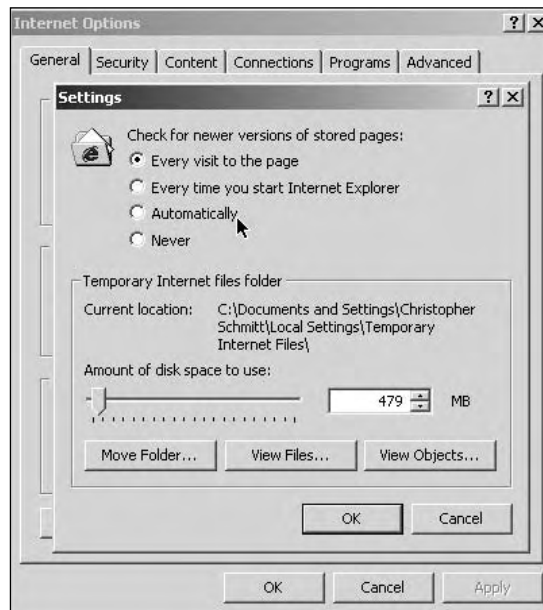 Internet Options
General Security Content Connections Programs Advanced
Settings
Check for newer versions of stored pages:
Every visit to the page
Every time you start Internet Explorer
Automatically
Never
Temporary Internet files folder
Current location: C:\Documents and Settings\Christopher
Schmitt\Local Settings\Temporary
Internet Files\
Amount of disk space to use:
479 MB
Move Folder... View Files... View Objects...
OK Cancel
OK Cancel Apply